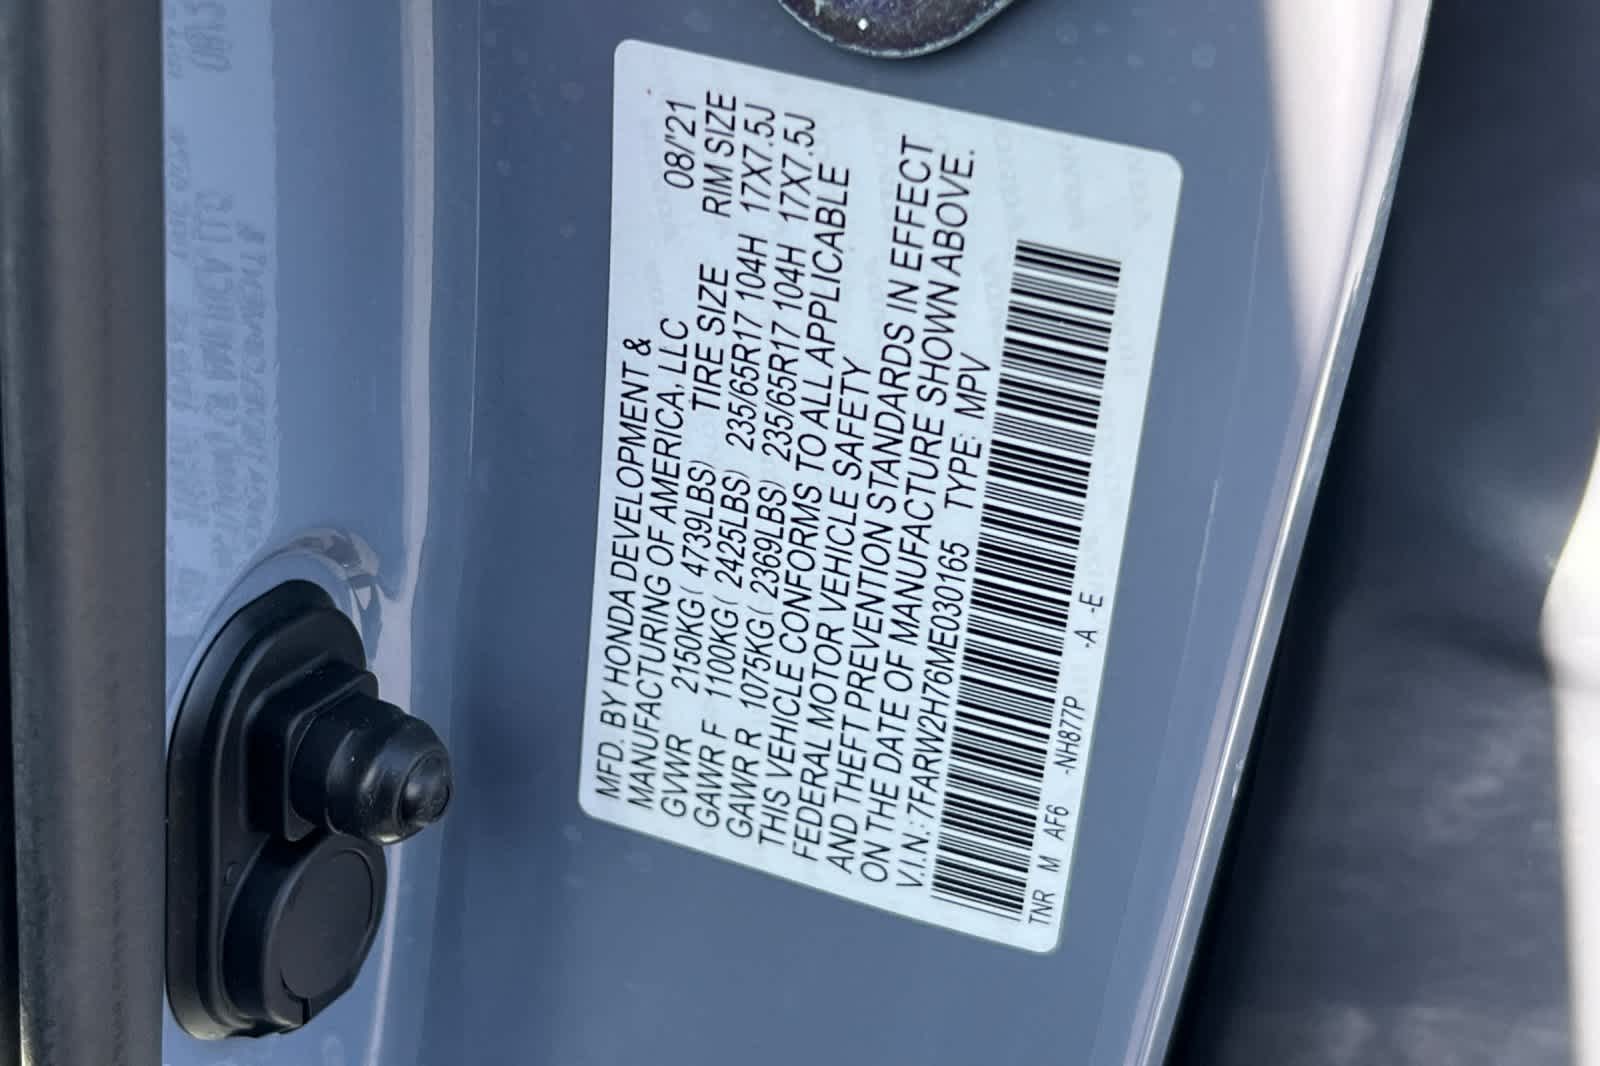 MFD. BY HONDA DEVELOPMENT &
MANUFACTURING OF AMERICA, LLC 08/'21
GVWR 2150KG( 4739LBS) TIRE SIZE RIM SIZE
GAWR F 1100KG( 2425LBS) 235/65R17 104H 17X7.5J
GAWR R 1075KG( 2369LBS) 235/65R17 104H 17X7.5J
THIS VEHICLE CONFORMS TO ALL APPLICABLE
FEDERAL MOTOR VEHICLE SAFETY
AND THEFT PREVENTION STANDARDS IN EFFECT
ON THE DATE OF MANUFACTURE SHOWN ABOVE.
V.I.N.:7FARW2H76ME030165 TYPE: MPV
TNR M AF6 -NH877P -A -E